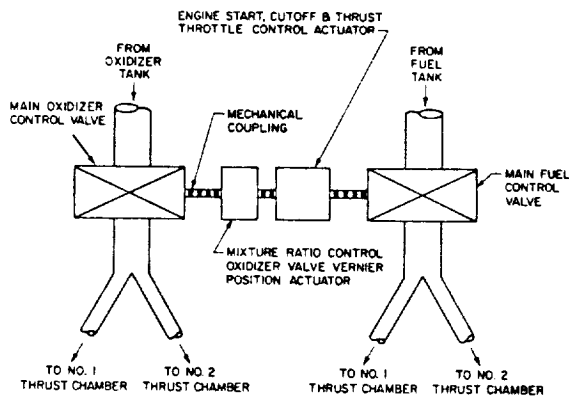 ENGINE START, CUTOFF & THRUST
THROTTLE CONTROL ACTUATOR
FROM
OXIDIZER
TANK
FROM
FUEL
TANK
MAIN OXIDIZER
CONTROL VALVE
MECHANICAL
COUPLING
MAIN FUEL
CONTROL
VALVE
MIXTURE RATIO CONTROL
OXIDIZER VALVE VERNIER
POSITION ACTUATOR
TO NO. 1
THRUST CHAMBER
TO NO. 2
THRUST CHAMBER
TO NO. 1
THRUST CHAMBER
TO NO. 2
THRUST CHAMBER